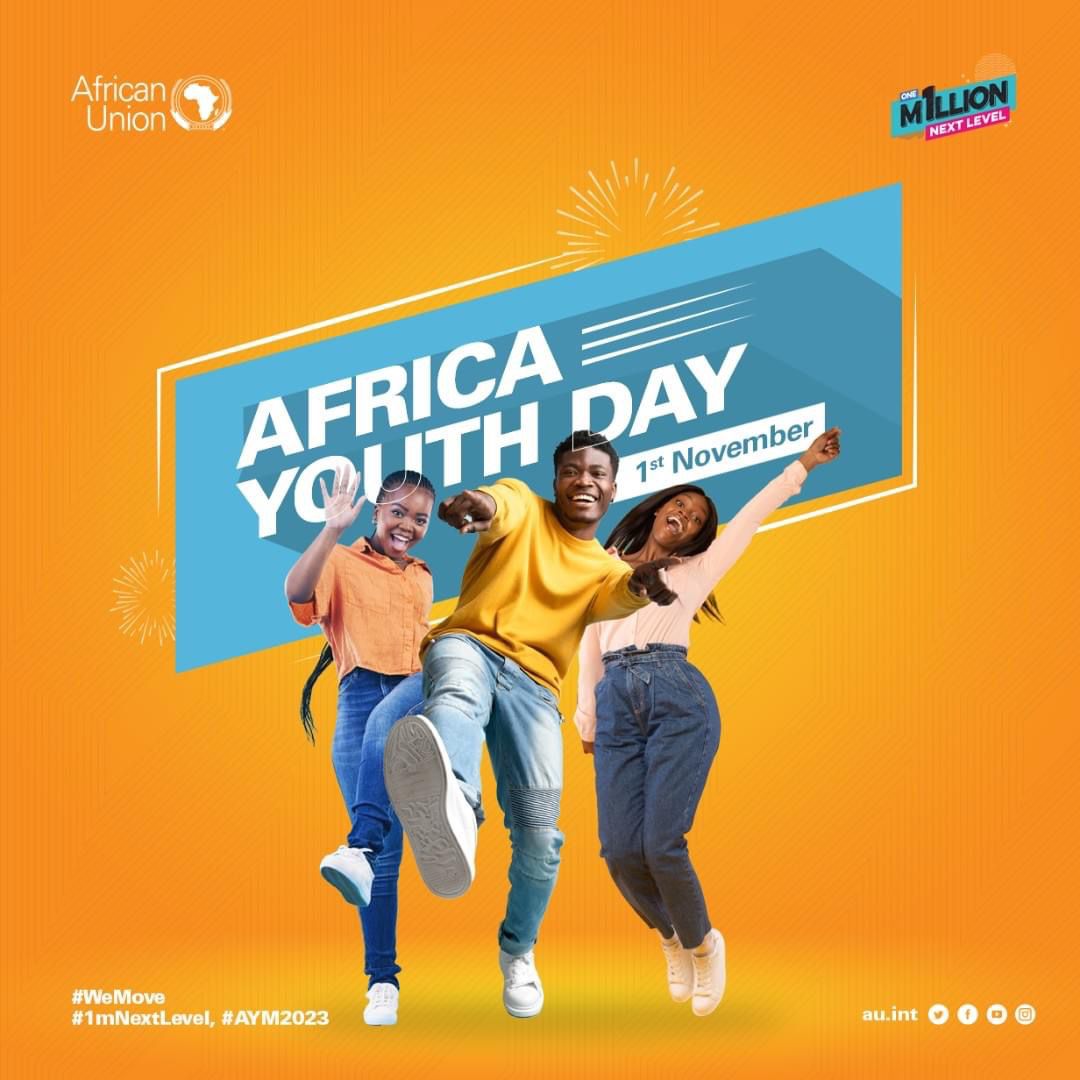 African
Union
ONE
M1LLION
NEXT LEVEL
AFRICA
YOUTH DAY
1st November
#WeMove
#1mNextLevel, #AYM2023
au.int